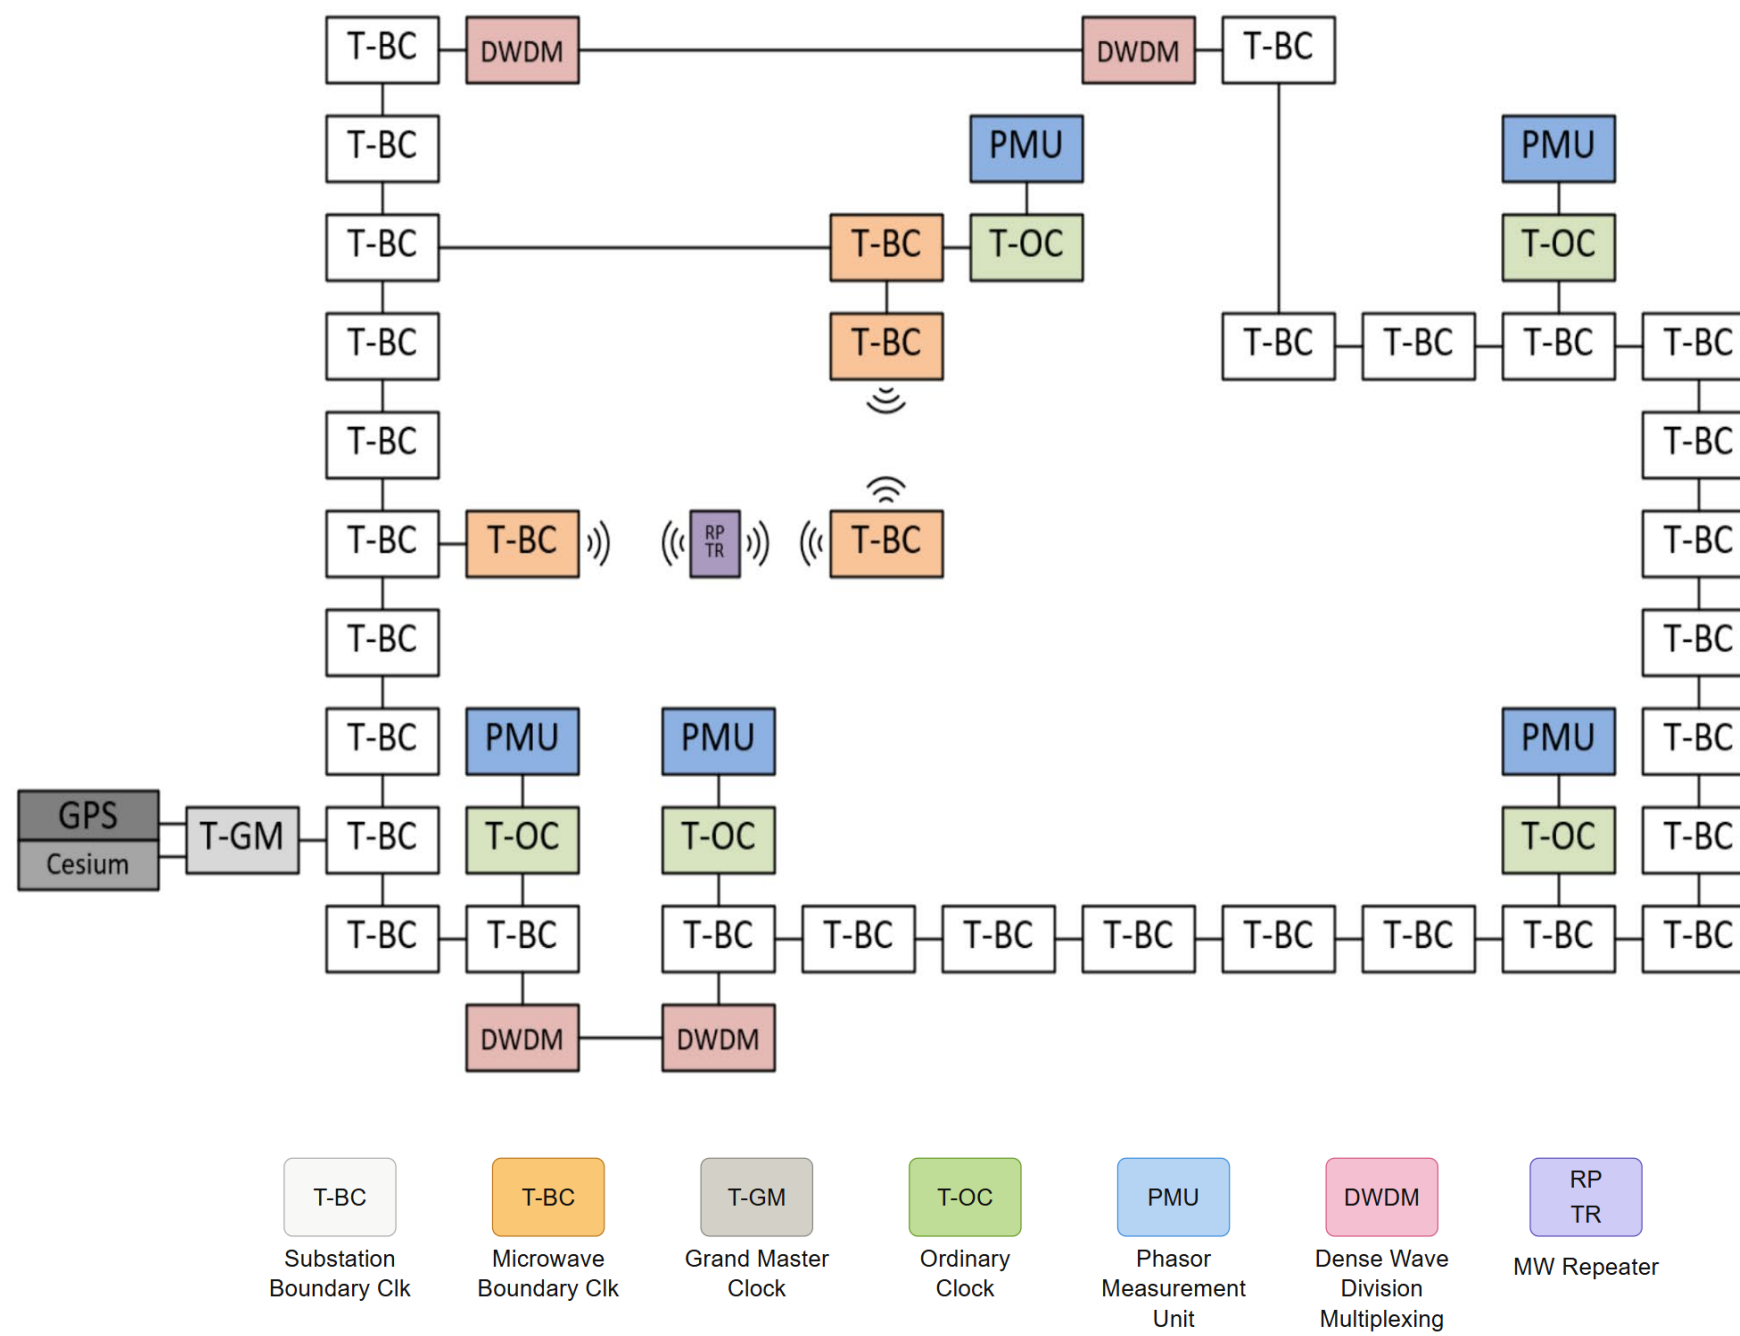 T-BC DWDM DWDM T-BC
T-BC PMU PMU
T-BC T-BC T-OC T-OC
T-BC T-BC T-BC T-BC T-BC T-BC
T-BC T-BC
T-BC T-BC RP T-BC T-BC
TR
T-BC T-BC
T-BC PMU PMU PMU T-BC
GPS T-GM T-BC T-OC T-OC T-OC T-BC
Cesium
T-BC T-BC T-BC T-BC T-BC T-BC T-BC T-BC T-BC T-BC
DWDM DWDM
T-BC
Substation
Boundary Clk
T-BC
Microwave
Boundary Clk
T-GM
Grand Master
Clock
T-OC
Ordinary
Clock
PMU
Phasor
Measurement
Unit
DWDM
Dense Wave
Division
Multiplexing
RP
TR
MW Repeater